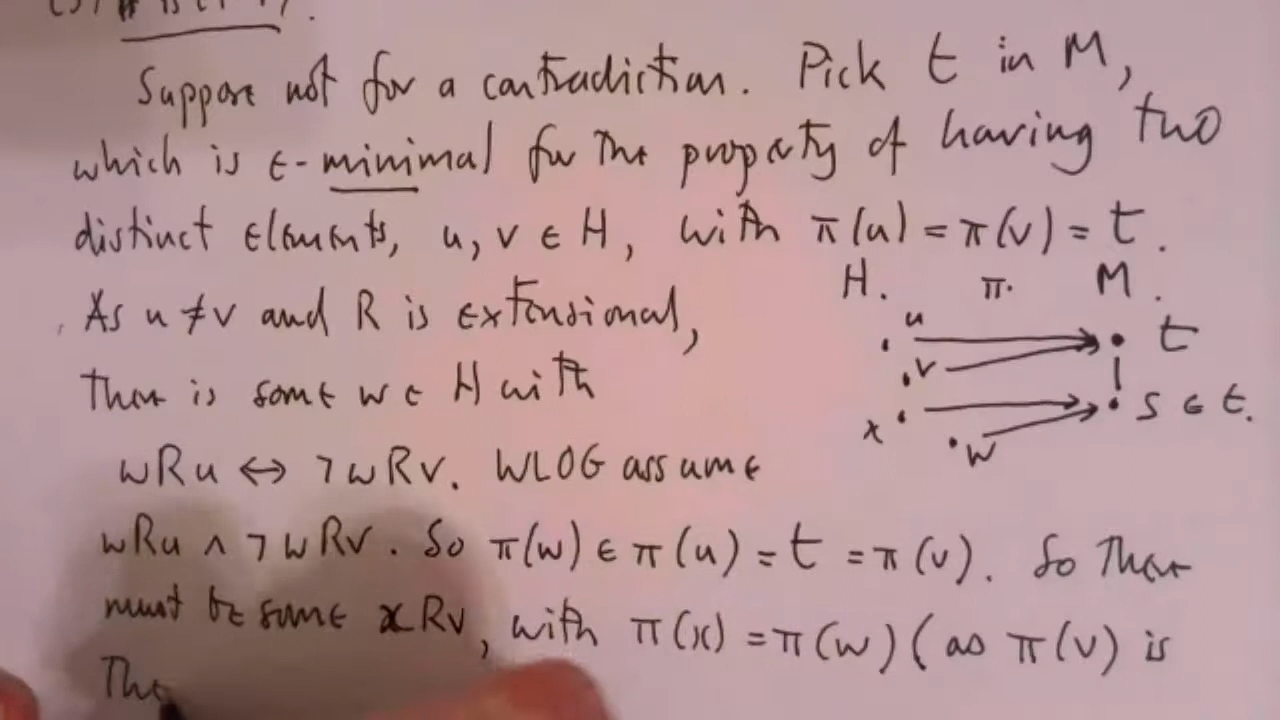 Suppose not for a contradiction. Pick t in M,
which is ∈-minimal for the property of having two
distinct elements, u, v ∈ H, with π(u) = π(v) = t.
As u ≠ v and R is extensional,
There is some w ∈ H with
wRu ↔ ¬wRv. WLOG assume
wRu ∧ ¬wRv. So π(w) ∈ π(u) = t = π(v). So There
must be some xRv, with π(x) = π(w) (as π(v) is
The
H. π. M.
u t
v
x s ∈ t.
w